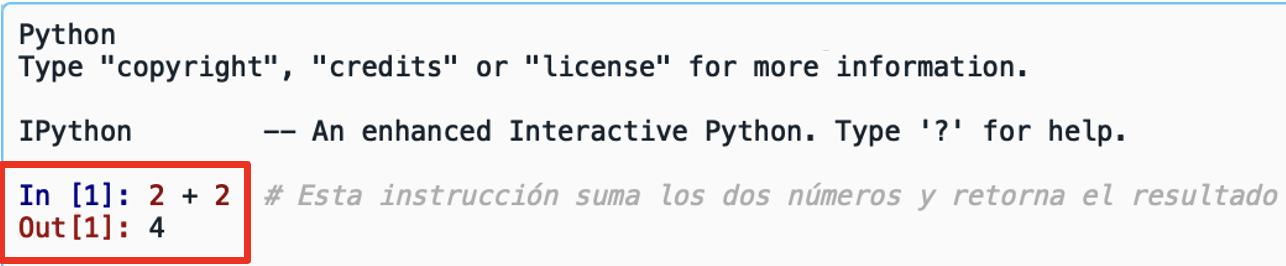 Python
Type "copyright", "credits" or "license" for more information.
IPython -- An enhanced Interactive Python. Type '?' for help.
In [1]: 2 + 2 # Esta instrucción suma los dos números y retorna el resultado
Out[1]: 4